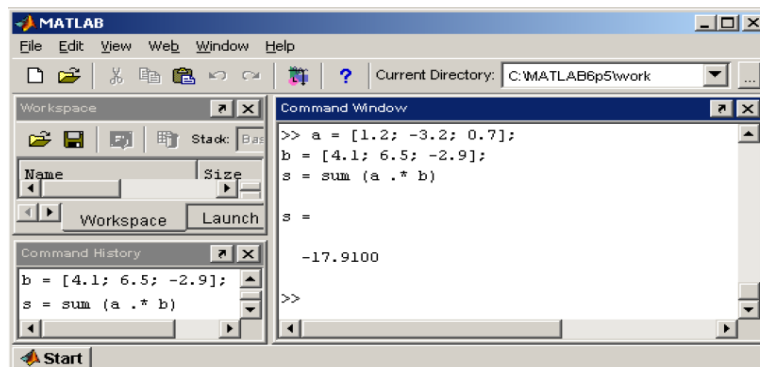 MATLAB
File Edit View Web Window Help
? Current Directory: C:\MATLAB6p5\work ...
Workspace
Stack: Bas
Name Size
Workspace Launch
Command History
b = [4.1; 6.5; -2.9];
s = sum (a .* b)
Command Window
>> a = [1.2; -3.2; 0.7];
b = [4.1; 6.5; -2.9];
s = sum (a .* b)
s =
-17.9100
>>
Start